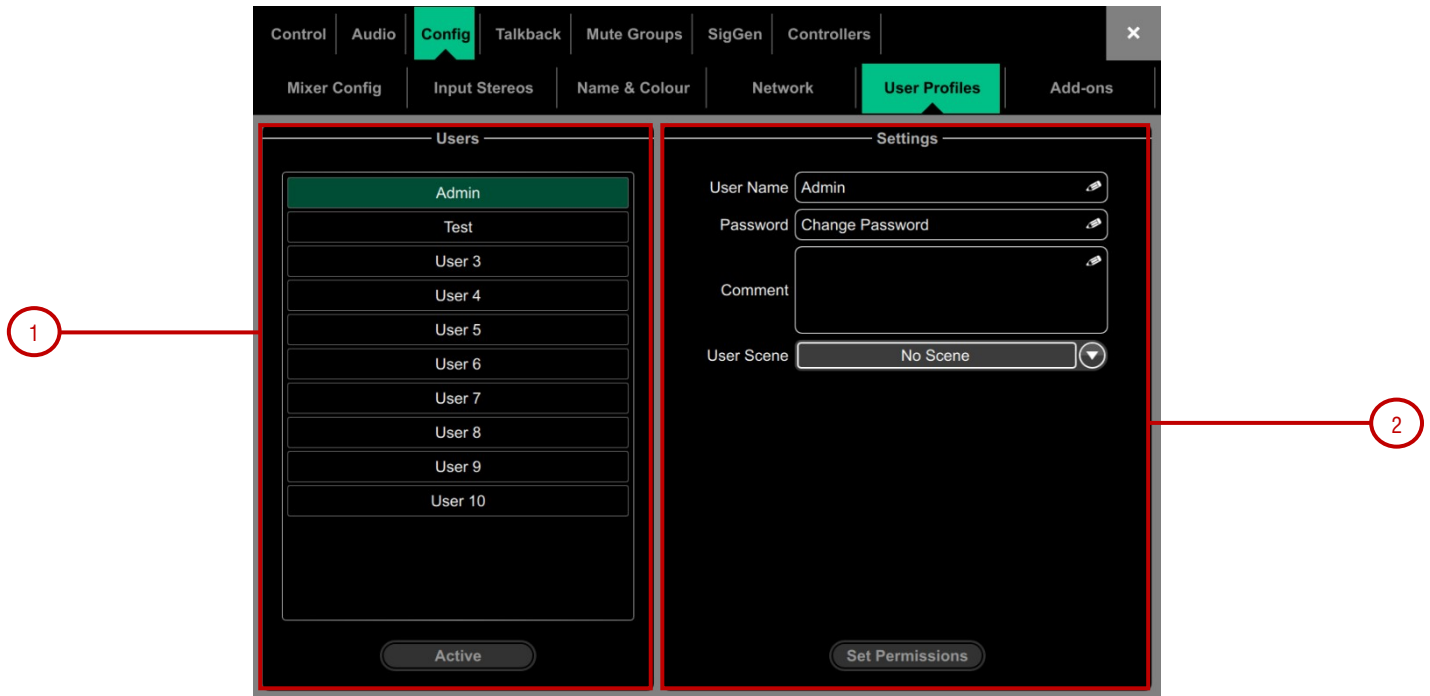 Control Audio Config Talkback Mute Groups SigGen Controllers ×
Mixer Config Input Stereos Name & Colour Network User Profiles Add-ons
Users
Admin
Test
User 3
User 4
User 5
User 6
User 7
User 8
User 9
User 10
Active
Settings
User Name Admin
Password Change Password
Comment
User Scene No Scene
Set Permissions
1
2